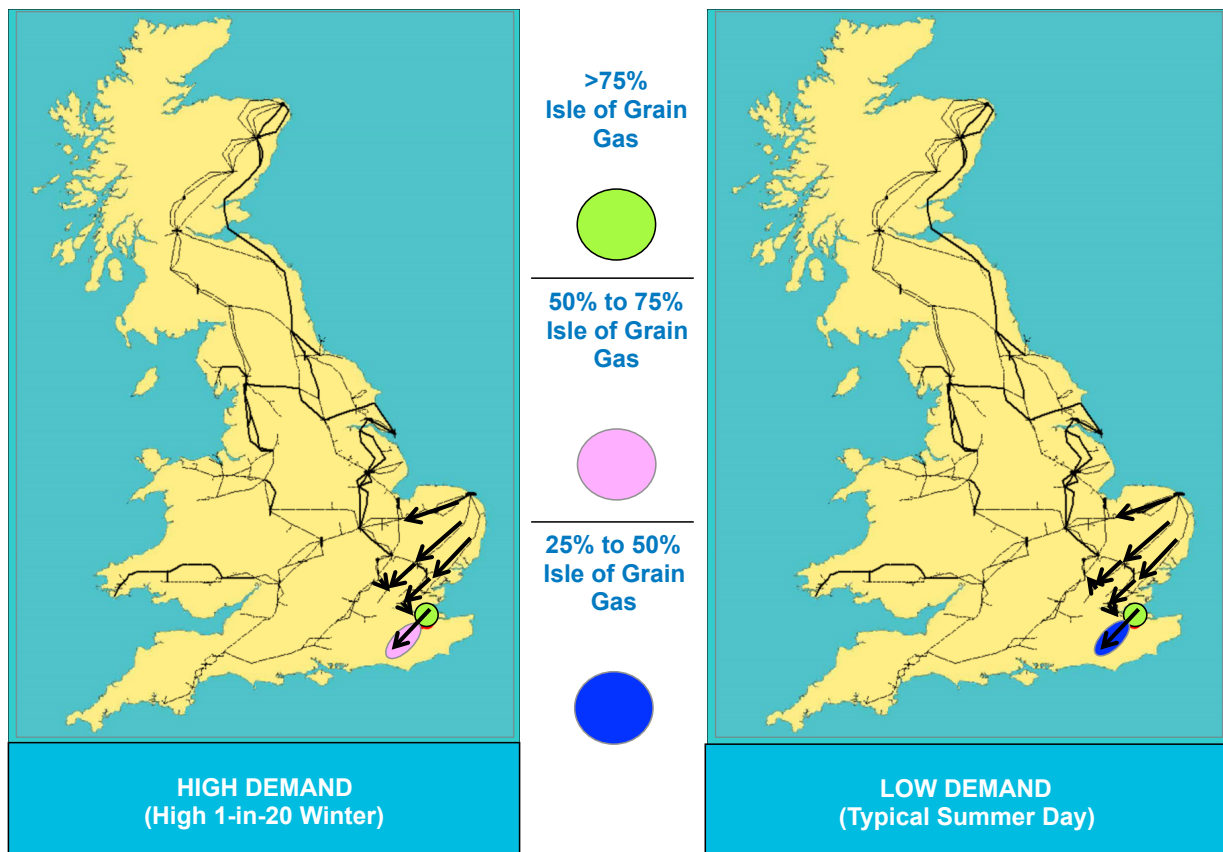 >75%
Isle of Grain
Gas
50% to 75%
Isle of Grain
Gas
25% to 50%
Isle of Grain
Gas
HIGH DEMAND
(High 1-in-20 Winter)
LOW DEMAND
(Typical Summer Day)